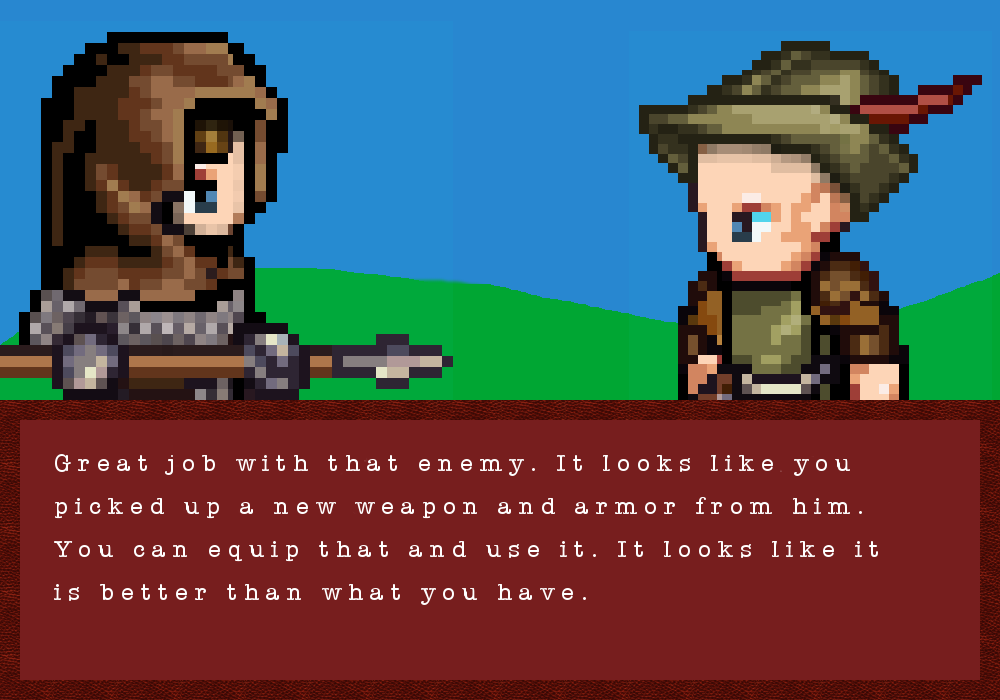 Great job with that enemy. It looks like you
picked up a new weapon and armor from him.
You can equip that and use it. It looks like it
is better than what you have.